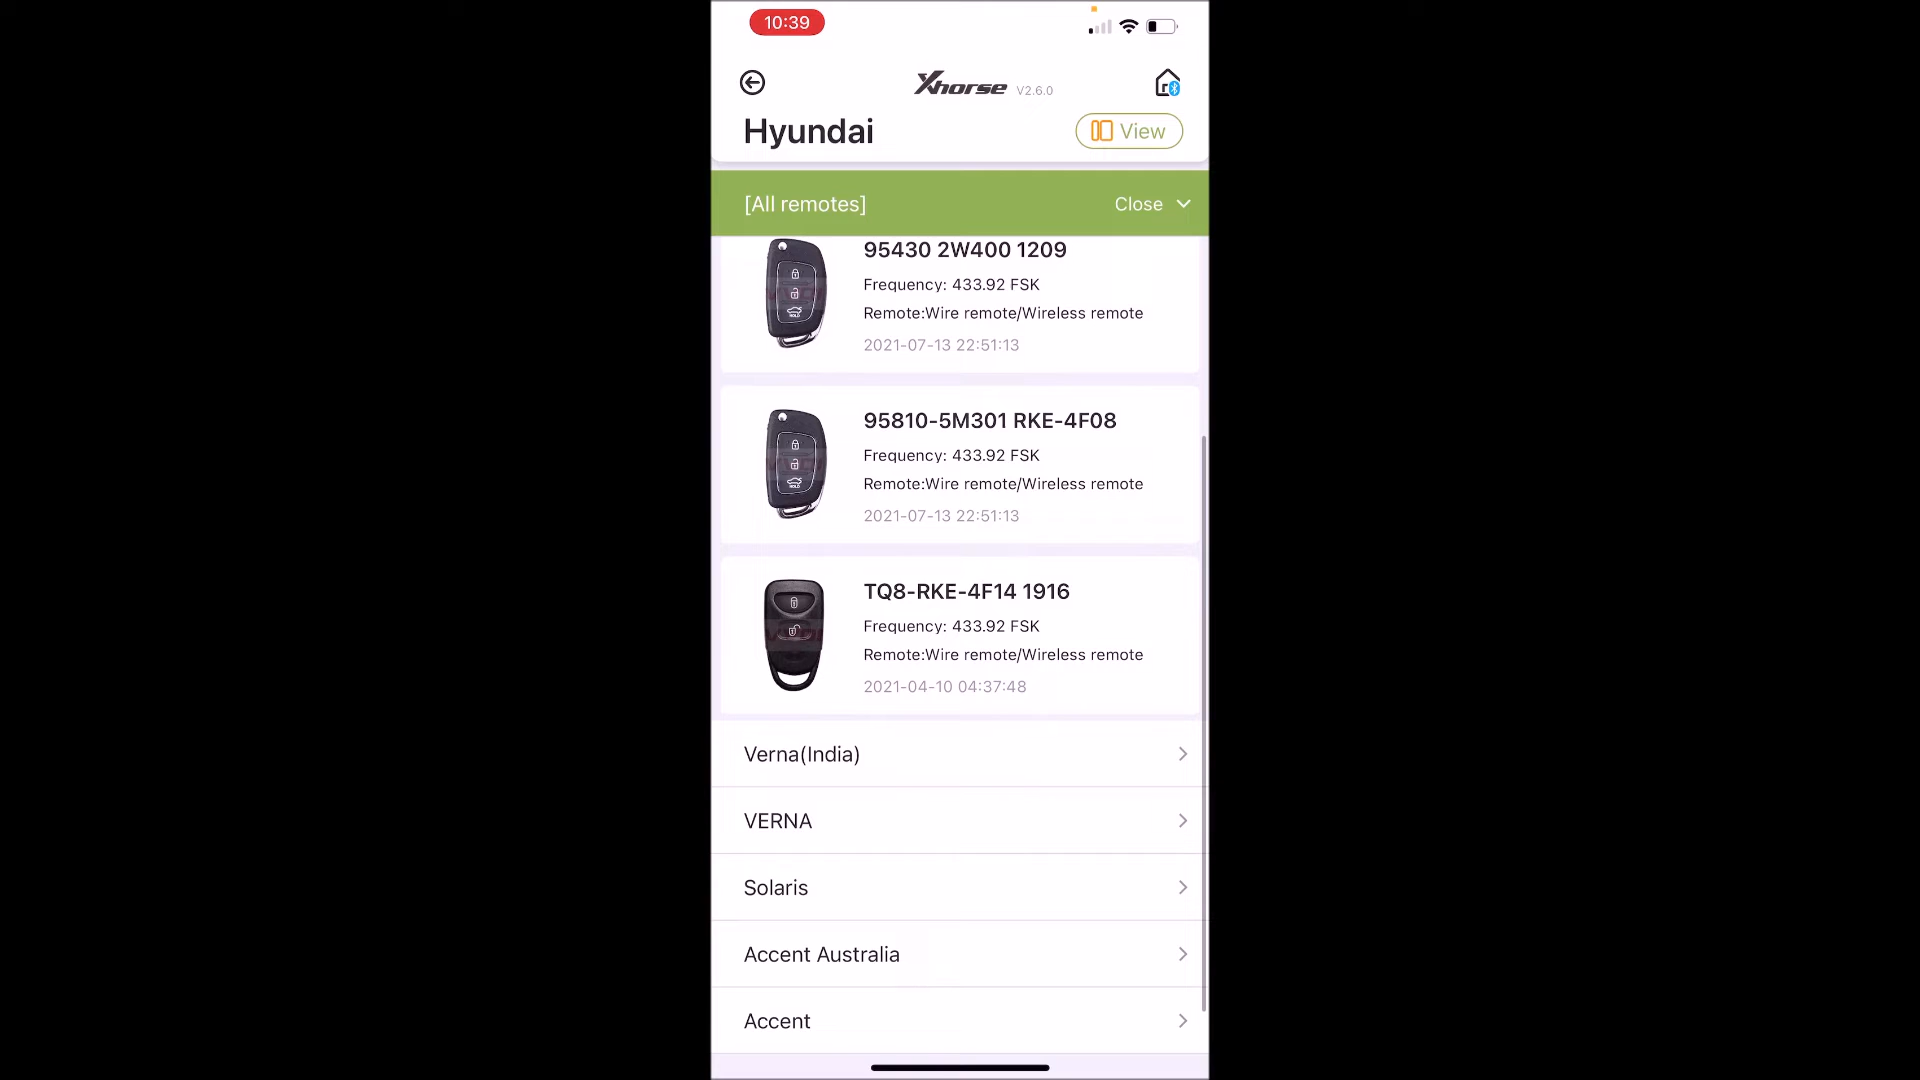 10:39
Xhorse V2.6.0
Hyundai
View
[All remotes]
Close
95430 2W400 1209
Frequency: 433.92 FSK
Remote:Wire remote/Wireless remote
2021-07-13 22:51:13
95810-5M301 RKE-4F08
Frequency: 433.92 FSK
Remote:Wire remote/Wireless remote
2021-07-13 22:51:13
TQ8-RKE-4F14 1916
Frequency: 433.92 FSK
Remote:Wire remote/Wireless remote
2021-04-10 04:37:48
Verna(India)
VERNA
Solaris
Accent Australia
Accent